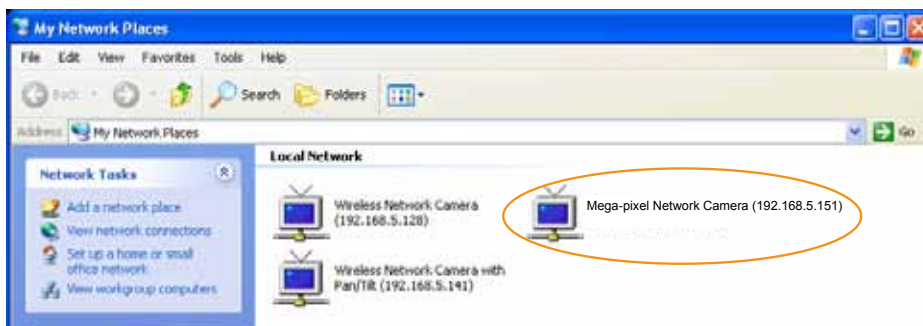 My Network Places
File Edit View Favorites Tools Help
Back Search Folders
Address My Network Places Go
Network Tasks
Add a network place
View network connections
Set up a home or small
office network
View workgroup computers
Local Network
Wireless Network Camera
(192.168.5.128)
Mega-pixel Network Camera (192.168.5.151)
Wireless Network Camera with
Pan/Tilt (192.168.5.141)